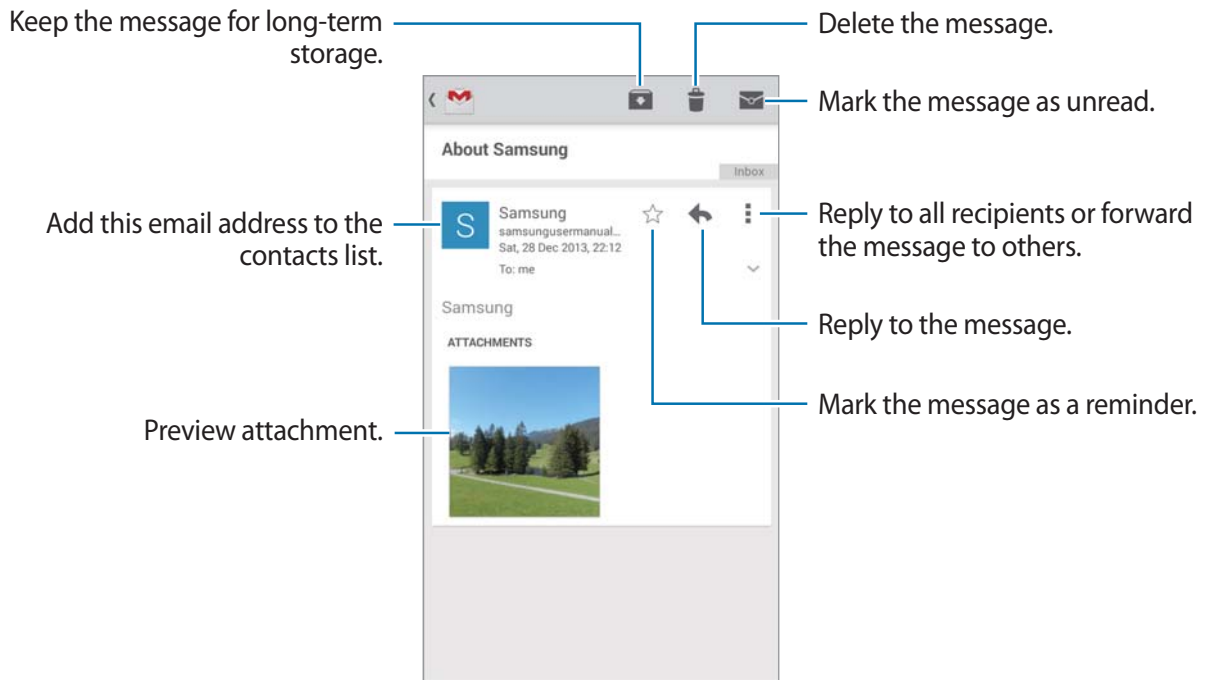 Keep the message for long-term
storage.
Delete the message.
Mark the message as unread.
About Samsung
Inbox
Add this email address to the
contacts list.
S
Samsung
samsungusermanual...
Sat, 28 Dec 2013, 22:12
To: me
Reply to all recipients or forward
the message to others.
Samsung
Reply to the message.
ATTACHMENTS
Mark the message as a reminder.
Preview attachment.